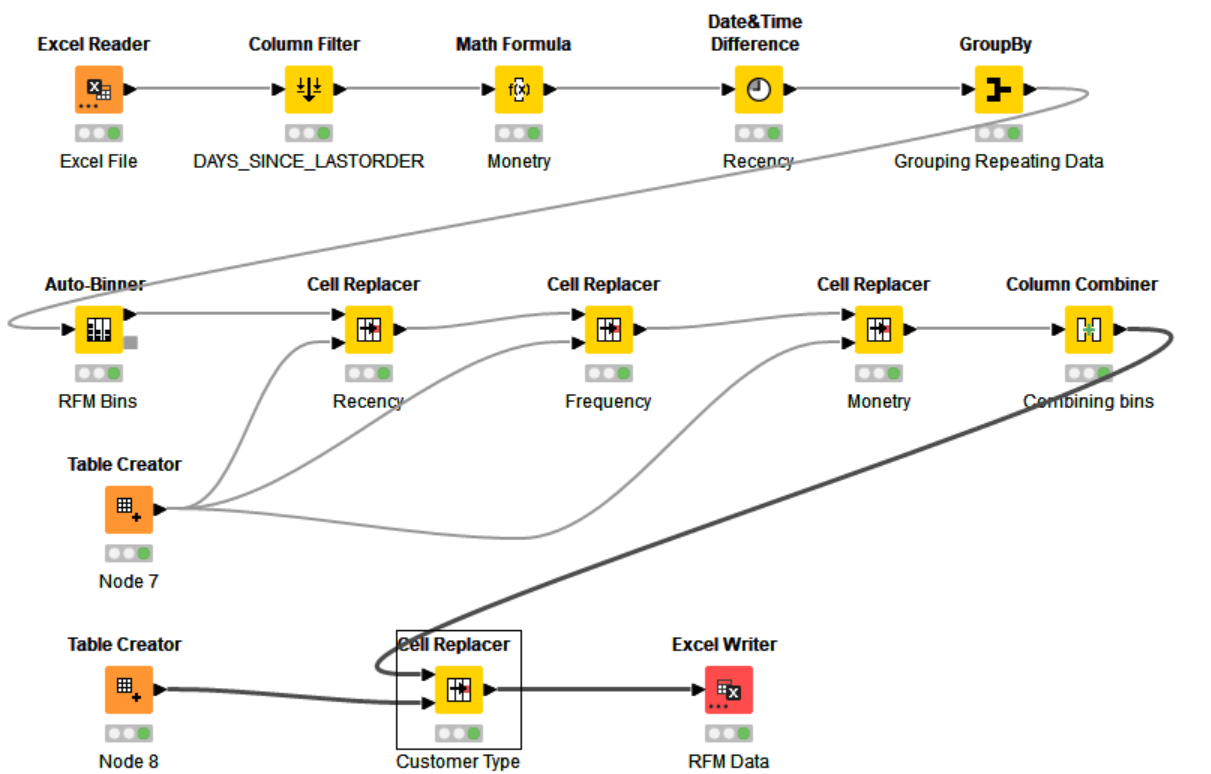 Excel Reader
Column Filter
Math Formula
Date&Time
Difference
GroupBy
Excel File
DAYS_SINCE_LASTORDER
Monetry
Recency
Grouping Repeating Data
Auto-Binner
Cell Replacer
Cell Replacer
Cell Replacer
Column Combiner
RFM Bins
Recency
Frequency
Monetry
Combining bins
Table Creator
Node 7
Table Creator
Cell Replacer
Excel Writer
Node 8
Customer Type
RFM Data